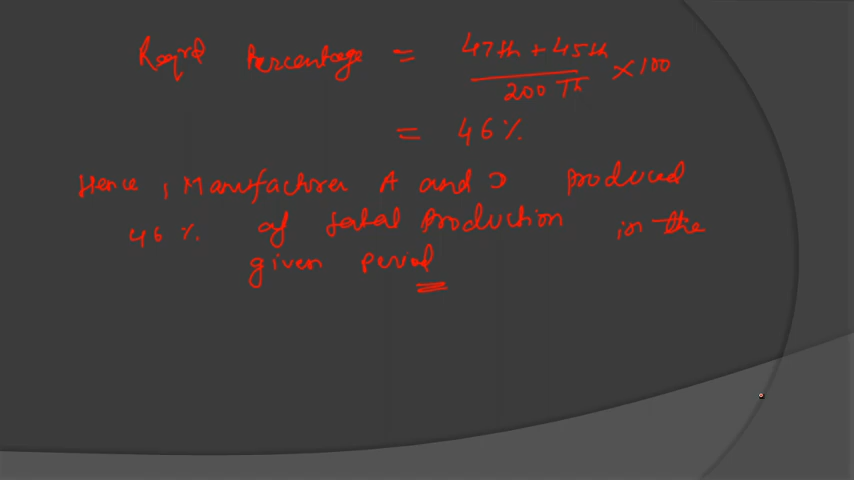 Reqrd Percentage = 47th + 45th / 200 Th × 100
= 46 %
Hence, Manufacturer A and D produced
46 % of total Production in the
given period